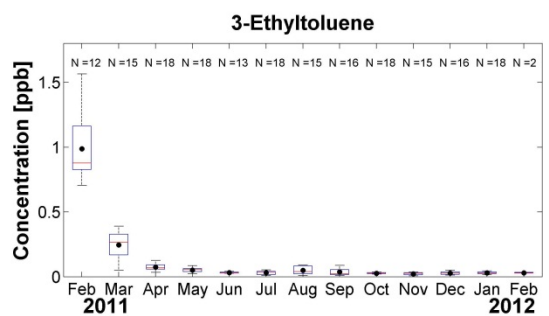 3-Ethyltoluene
N =12 N =15 N =18 N =18 N =13 N =18 N =15 N =16 N =18 N =15 N =16 N =18 N =2
Concentration [ppb]
1.5
1
0.5
0
Feb Mar Apr May Jun Jul Aug Sep Oct Nov Dec Jan Feb
2011 2012